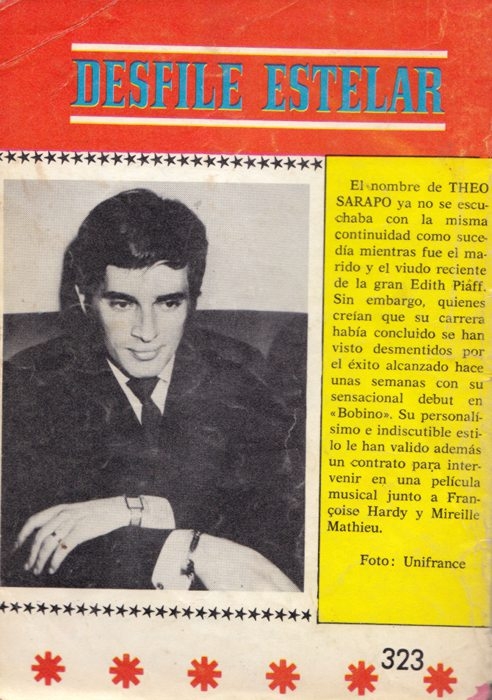 DESFILE ESTELAR
El nombre de THEO
SARAPO ya no se escu-
chaba con la misma
continuidad como suce-
día mientras fue el ma-
rido y el viudo reciente
de la gran Edith Piaff.
Sin embargo, quienes
creían que su carrera
había concluido se han
visto desmentidos por
el éxito alcanzado hace
unas semanas con su
sensacional debut en
«Bobino». Su personalí-
simo e indiscutible esti-
lo le han valido además
un contrato para inter-
venir en una película
musical junto a Fran-
çoise Hardy y Mireille
Mathieu.
Foto: Unifrance
323